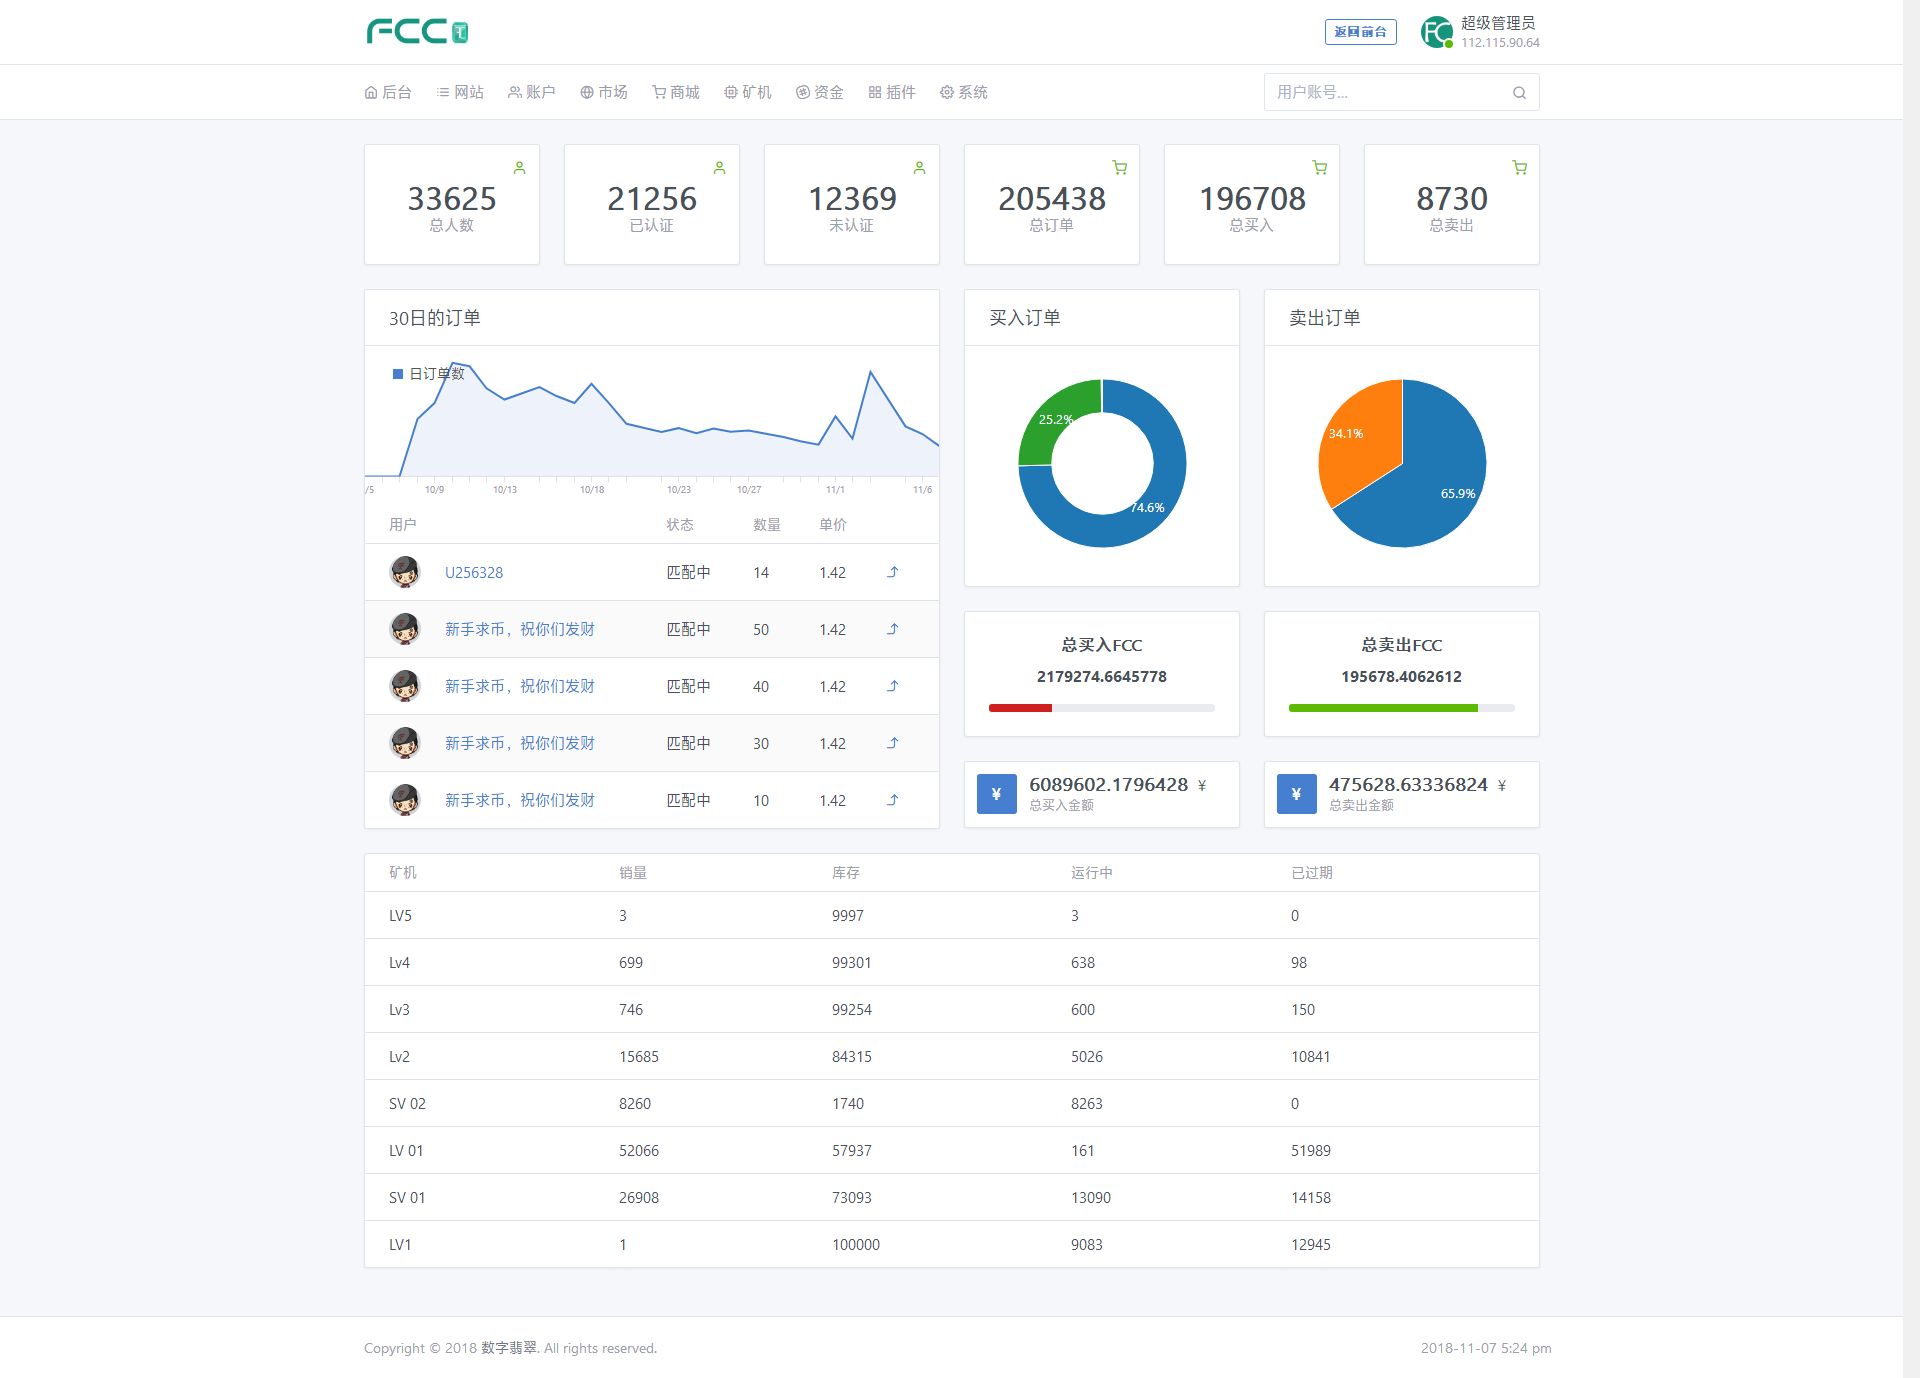 FCC
返回前台
FC
超级管理员
112.115.90.64
后台 网站 账户 市场 商城 矿机 资金 插件 系统
用户账号...
33625
总人数
21256
已认证
12369
未认证
205438
总订单
196708
总买入
8730
总卖出
30日的订单
日订单数
/5 10/9 10/13 10/18 10/23 10/27 11/1 11/6
用户 状态 数量 单价
U256328 匹配中 14 1.42
新手求币，祝你们发财 匹配中 50 1.42
新手求币，祝你们发财 匹配中 40 1.42
新手求币，祝你们发财 匹配中 30 1.42
新手求币，祝你们发财 匹配中 10 1.42
买入订单
25.2%
74.6%
卖出订单
34.1%
65.9%
总买入FCC
2179274.6645778
总卖出FCC
195678.4062612
¥
6089602.1796428 ¥
总买入金额
¥
475628.63336824 ¥
总卖出金额
矿机 销量 库存 运行中 已过期
LV5 3 9997 3 0
Lv4 699 99301 638 98
Lv3 746 99254 600 150
Lv2 15685 84315 5026 10841
SV 02 8260 1740 8263 0
LV 01 52066 57937 161 51989
SV 01 26908 73093 13090 14158
LV1 1 100000 9083 12945
Copyright © 2018 数字翡翠. All rights reserved.
2018-11-07 5:24 pm